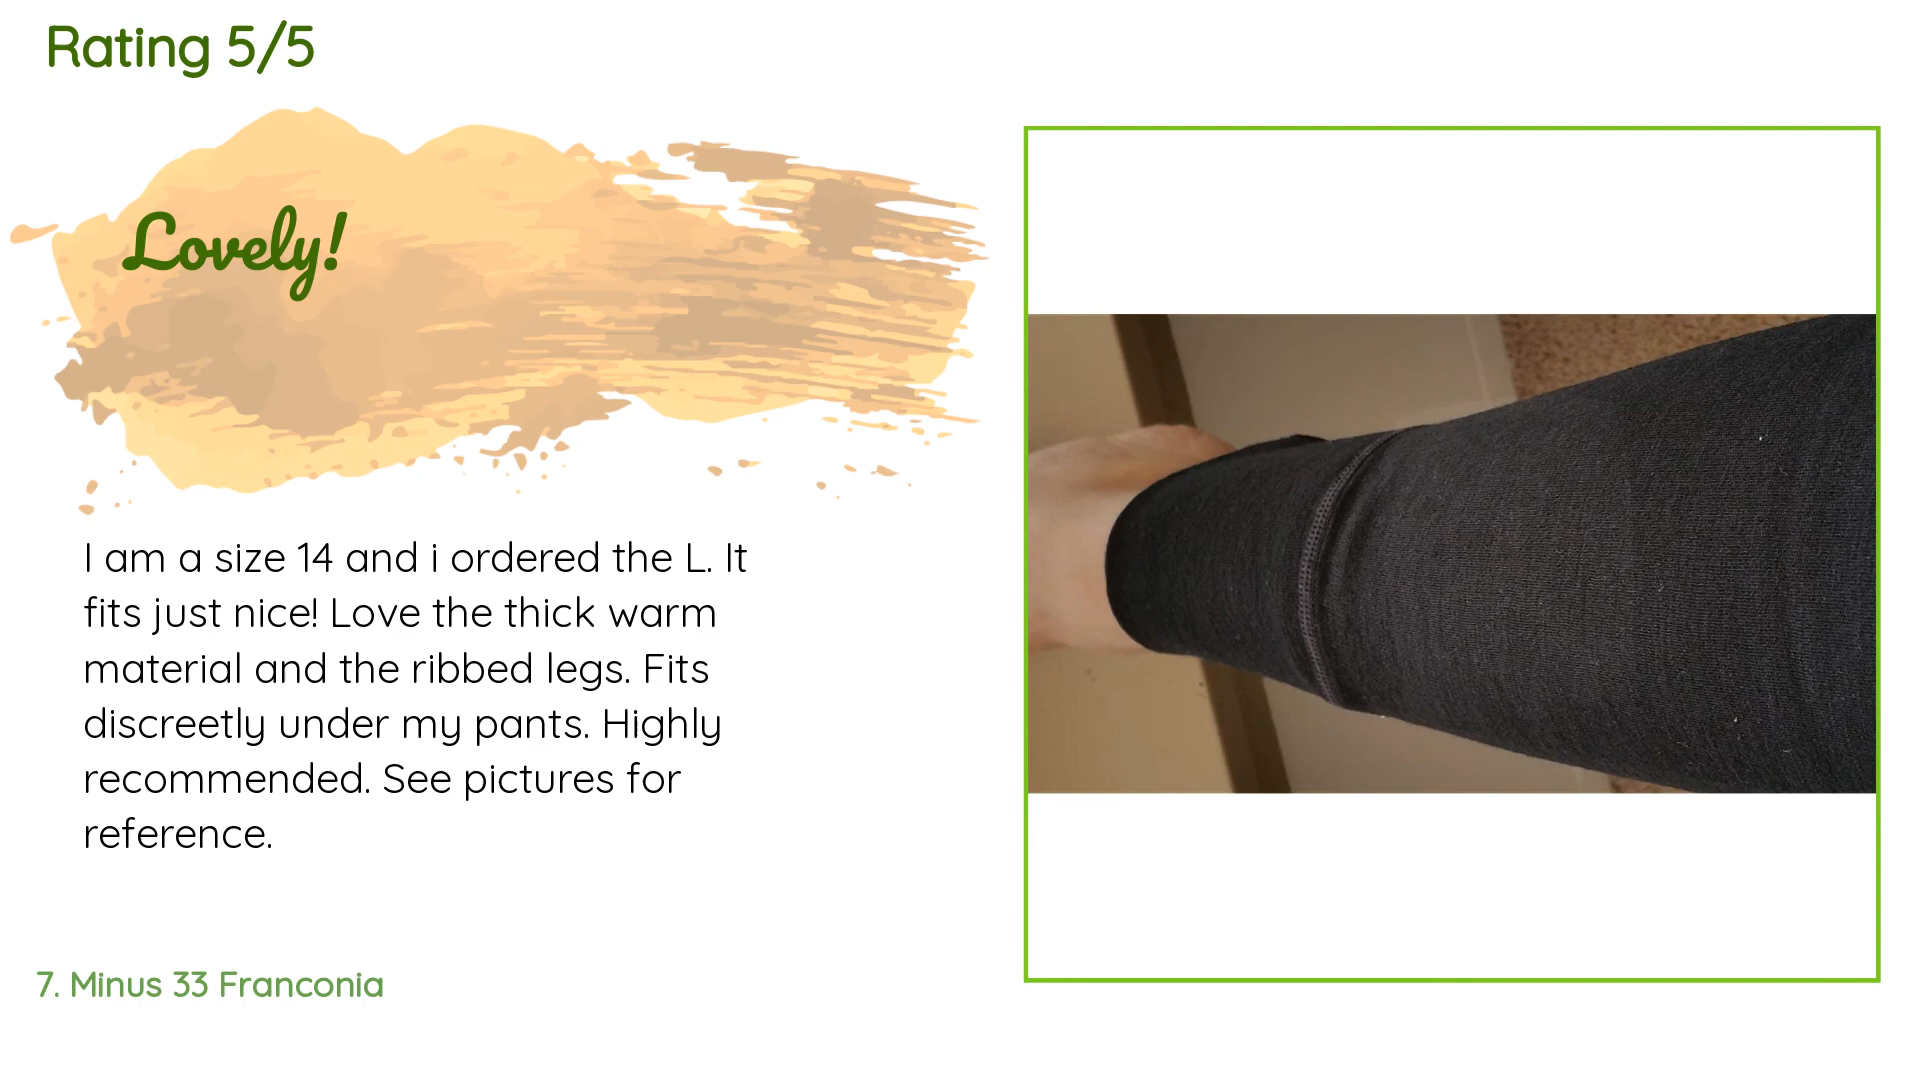 Rating 5/5
Lovely!
I am a size 14 and i ordered the L. It
fits just nice! Love the thick warm
material and the ribbed legs. Fits
discreetly under my pants. Highly
recommended. See pictures for
reference.
7. Minus 33 Franconia